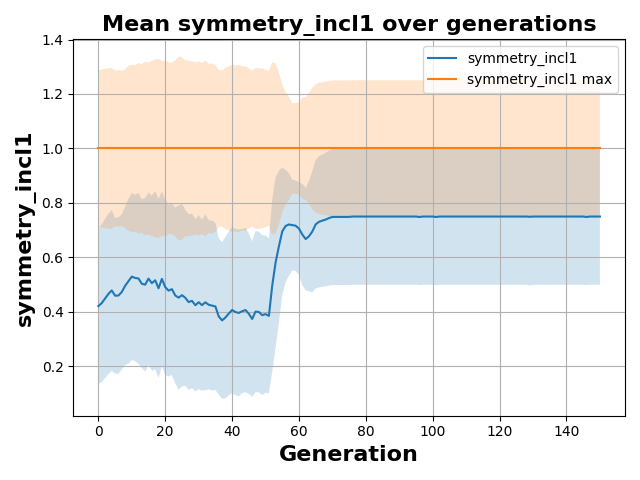 Mean symmetry_incl1 over generations
symmetry_incl1
symmetry_incl1 max
1.4
1.2
1.0
0.8
0.6
0.4
0.2
symmetry_incl1
0 20 40 60 80 100 120 140
Generation